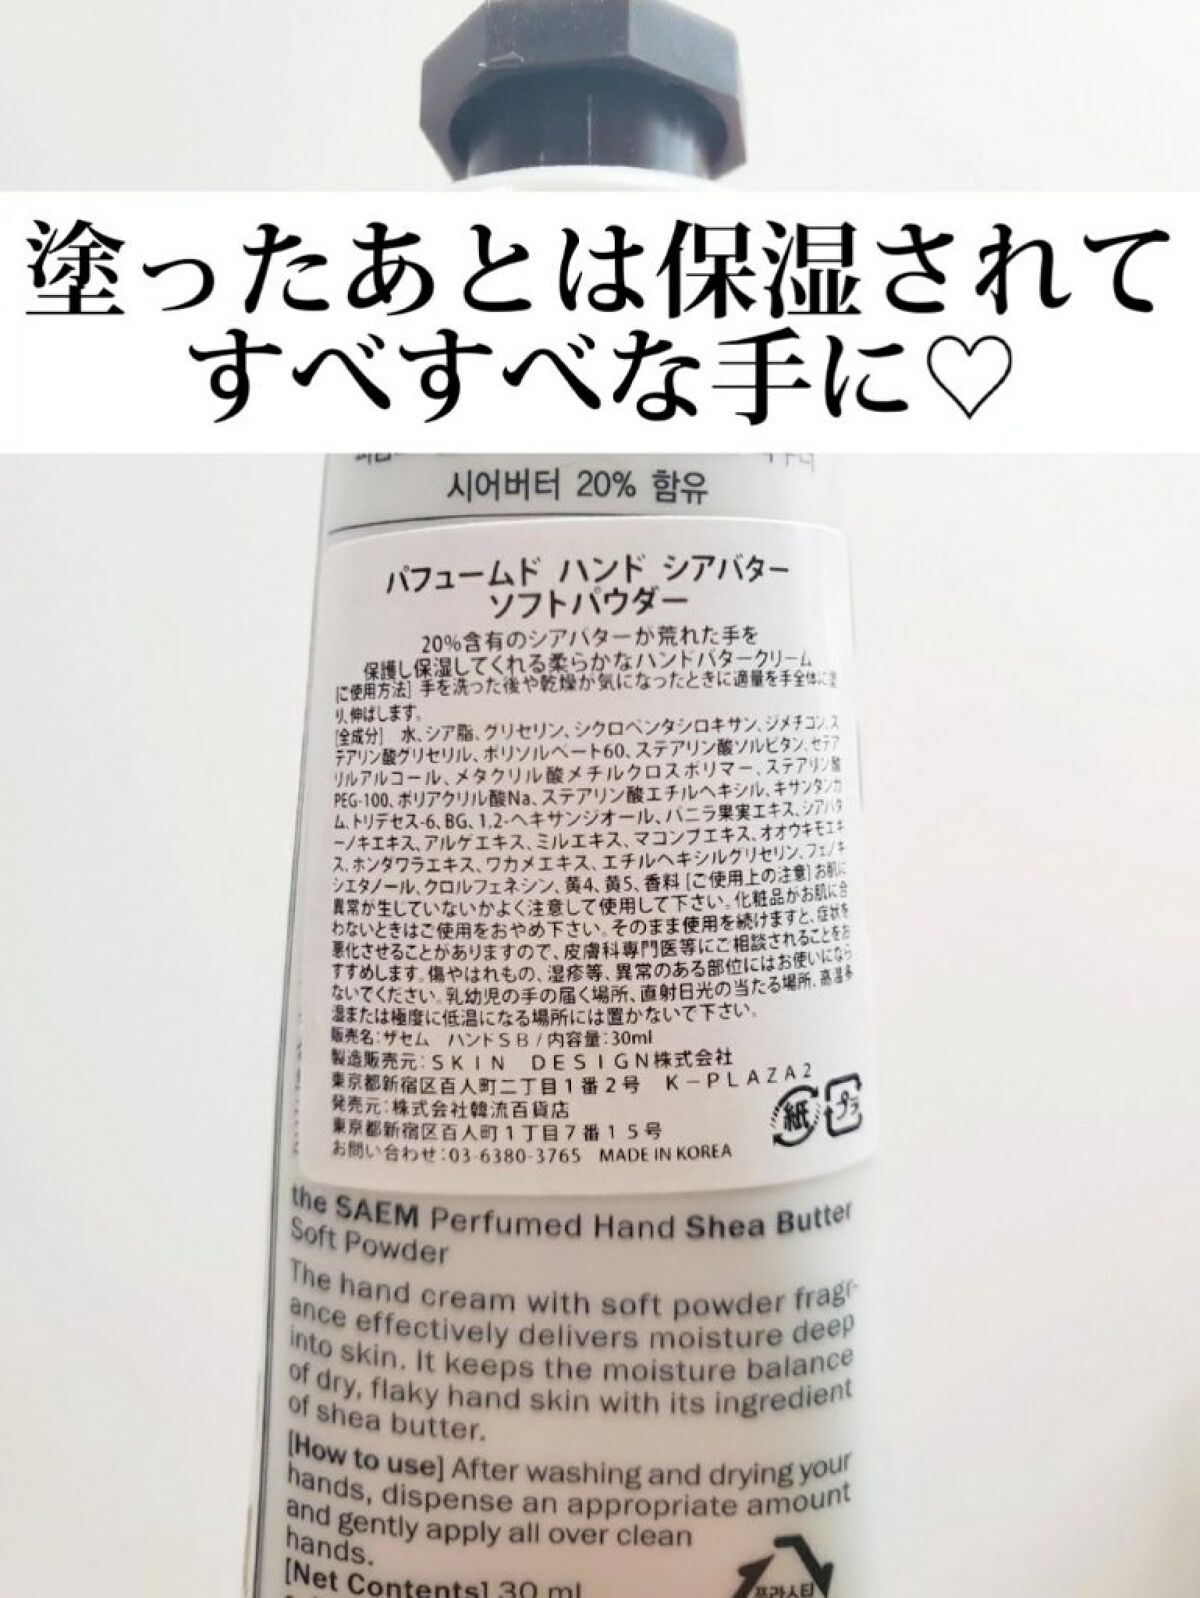 塗ったあとは保湿されて
すべすべな手に♡
시어버터 20% 함유
パフュームド ハンド シアバター
ソフトパウダー
20%含有のシアバターが荒れた手を
保護し保湿してくれる柔らかなハンドバタークリーム
[ご使用方法] 手を洗った後や乾燥が気になったときに適量を手全体に塗
り、伸ばします。
[全成分] 水、シア脂、グリセリン、シクロペンタシロキサン、ジメチコン、ス
テアリン酸グリセリル、ポリソルベート60、ステアリン酸ソルビタン、セテア
リルアルコール、メタクリル酸メチルクロスポリマー、ステアリン酸
PEG-100、ポリアクリル酸Na、ステアリン酸エチルヘキシル、キサンタンガ
ム、トリデセス-6、BG、1,2-ヘキサンジオール、バニラ果実エキス、シアバタ
ーノキエキス、アルゲエキス、ミルエキス、マコンブエキス、オオウキモエキ
ス、ホンダワラエキス、ワカメエキス、エチルヘキシルグリセリン、フェノキ
シエタノール、クロルフェネシン、黄4、黄5、香料 [ご使用上の注意] お肌に
異常が生じていないかよく注意して使用して下さい。化粧品がお肌に合
わないときはご使用をおやめ下さい。そのまま使用を続けますと、症状を
悪化させることがありますので、皮膚科専門医等にご相談されることをお
すすめします。傷やはれもの、湿疹等、異常のある部位にはお使いになら
ないでください。乳幼児の手の届く場所、直射日光の当たる場所、高温多
湿または極度に低温になる場所には置かないで下さい。
販売名:ザセム ハンドSB/内容量:30ml
製造販売元:SKIN DESIGN株式会社
東京都新宿区百人町二丁目1番2号 K-PLAZA2
発売元:株式会社韓流百貨店
東京都新宿区百人町1丁目7番15号
お問い合わせ:03-6380-3765 MADE IN KOREA
紙
プラ
the SAEM Perfumed Hand Shea Butter
Soft Powder
The hand cream with soft powder fragr-
ance effectively delivers moisture deep
into skin. It keeps the moisture balance
of dry, flaky hand skin with its ingredient
of shea butter.
[How to use] After washing and drying your
hands, dispense an appropriate amount
and gently apply all over clean
hands.
[Net Contents] 30 ml
플라스틱